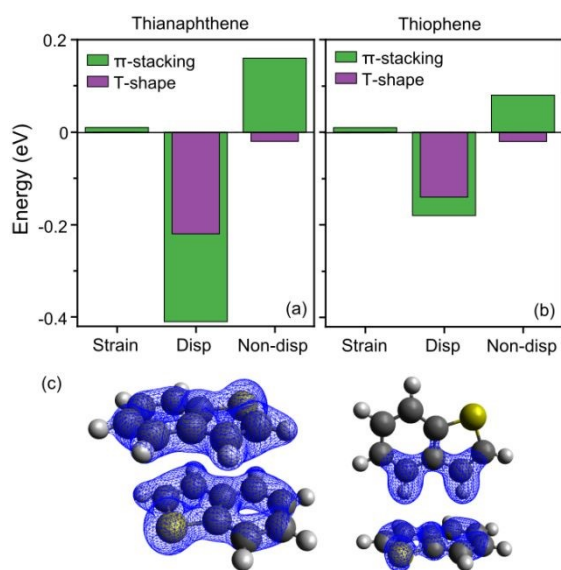 Thianaphthene
Thiophene
0.2
π-stacking
T-shape
π-stacking
T-shape
0
Energy (eV)
-0.2
-0.4
(a)
(b)
Strain
Disp
Non-disp
Strain
Disp
Non-disp
(c)